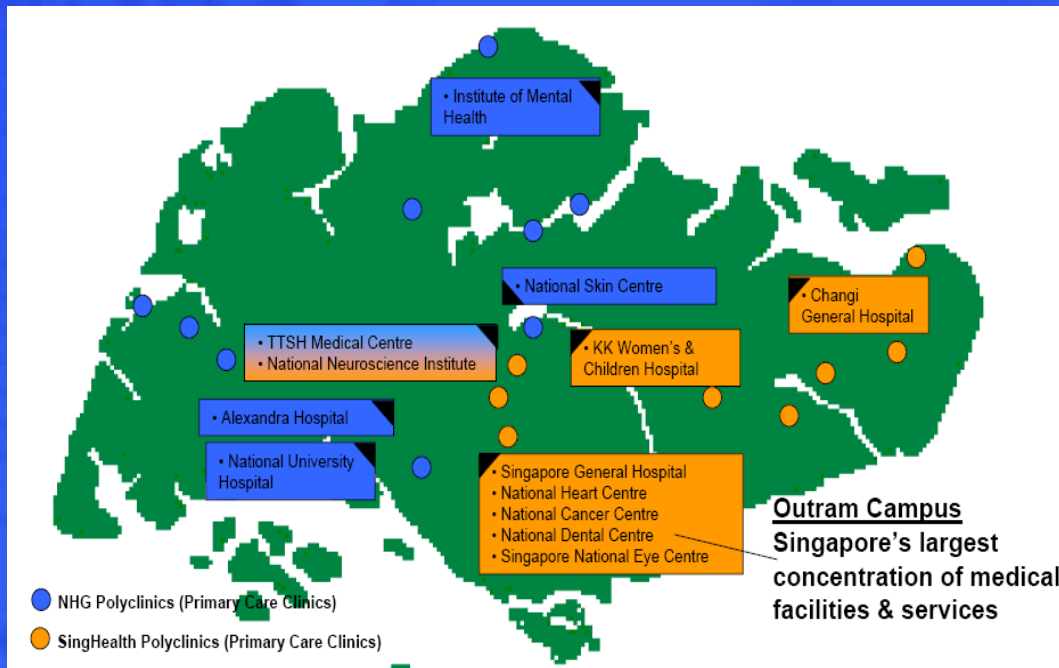 • Institute of Mental
Health
• National Skin Centre
• Changi
General Hospital
• TTSH Medical Centre
• National Neuroscience Institute
• KK Women's &
Children Hospital
• Alexandra Hospital
• National University
Hospital
• Singapore General Hospital
• National Heart Centre
• National Cancer Centre
• National Dental Centre
• Singapore National Eye Centre
Outram Campus
Singapore's largest
concentration of medical
facilities & services
NHG Polyclinics (Primary Care Clinics)
SingHealth Polyclinics (Primary Care Clinics)